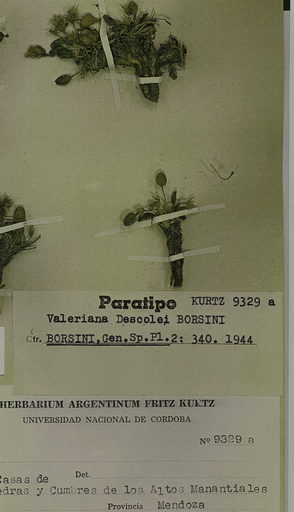 Paratipo KURTZ 9329 a
Valeriana Descolei BORSINI
Cfr. BORSINI, Gen.Sp.Pl.2: 340. 1944
HERBARIUM ARGENTINUM FRITZ KURTZ
UNIVERSIDAD NACIONAL DE CORDOBA
Nº 9329 a
Casas de Det.
edras y Cumbres de los Altos Manantiales
Provincia Mendoza